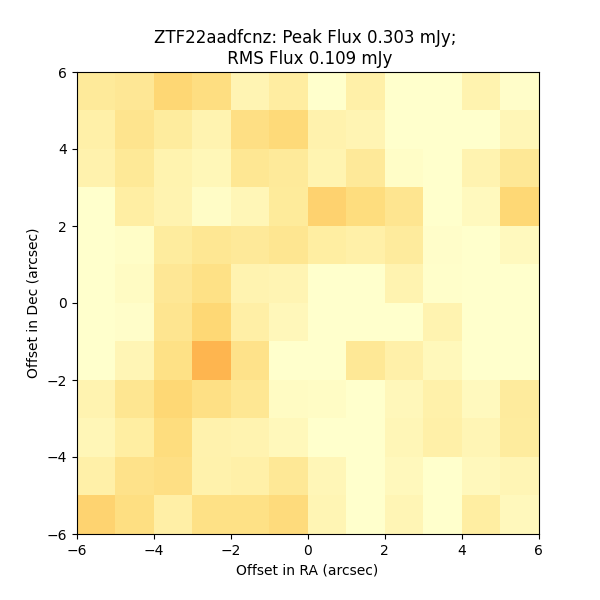 ZTF22aadfcnz: Peak Flux 0.303 mJy;
RMS Flux 0.109 mJy
6
4
2
0
−2
−4
−6
Offset in Dec (arcsec)
−6 −4 −2 0 2 4 6
Offset in RA (arcsec)